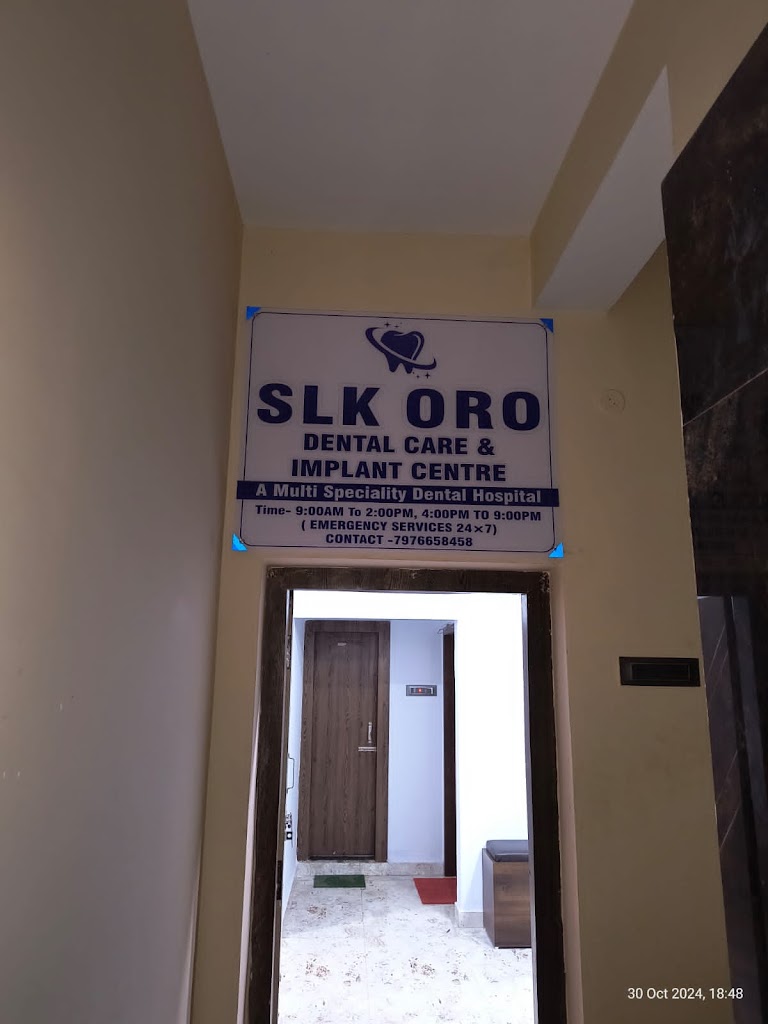 SLK ORO
DENTAL CARE &
IMPLANT CENTRE
A Multi Speciality Dental Hospital
Time- 9:00AM To 2:00PM, 4:00PM TO 9:00PM
( EMERGENCY SERVICES 24×7)
CONTACT -7976658458
30 Oct 2024, 18:48